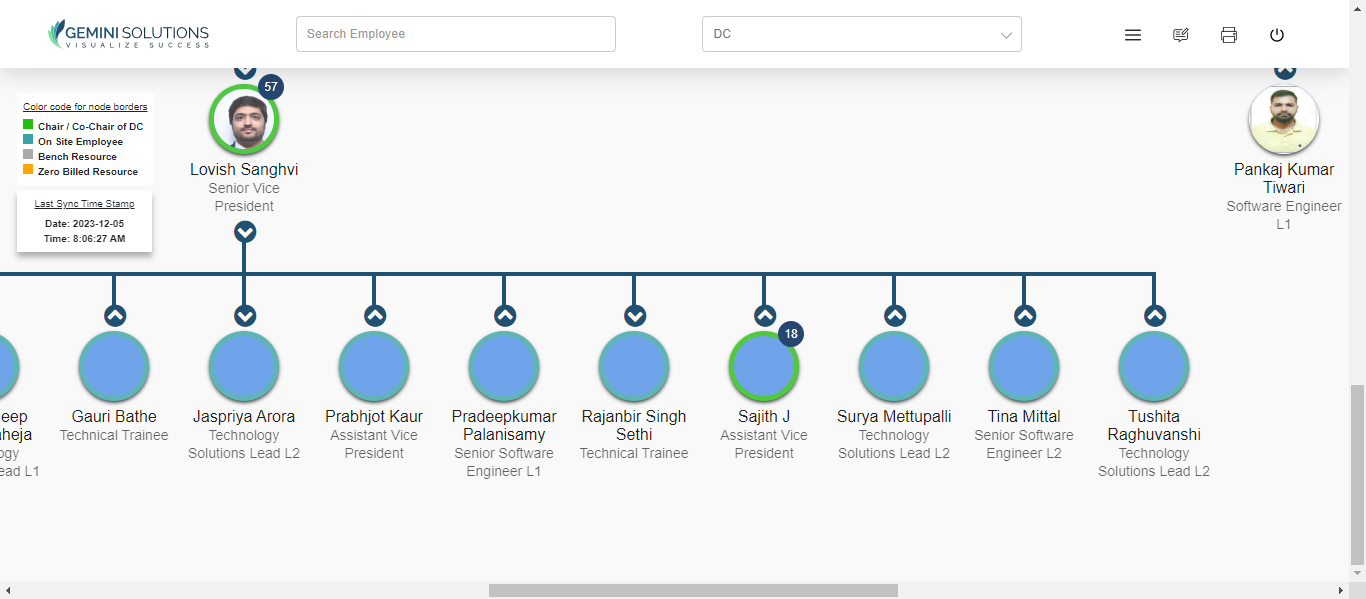 GEMINI SOLUTIONS
VISUALIZE SUCCESS
Search Employee
DC
Color code for node borders
Chair / Co-Chair of DC
On Site Employee
Bench Resource
Zero Billed Resource
Last Sync Time Stamp
Date: 2023-12-05
Time: 8:06:27 AM
57
Lovish Sanghvi
Senior Vice
President
Pankaj Kumar
Tiwari
Software Engineer
L1
Gauri Bathe
Technical Trainee
Jaspriya Arora
Technology
Solutions Lead L2
Prabhjot Kaur
Assistant Vice
President
Pradeepkumar
Palanisamy
Senior Software
Engineer L1
Rajanbir Singh
Sethi
Technical Trainee
18
Sajith J
Assistant Vice
President
Surya Mettupalli
Technology
Solutions Lead L2
Tina Mittal
Senior Software
Engineer L2
Tushita
Raghuvanshi
Technology
Solutions Lead L2